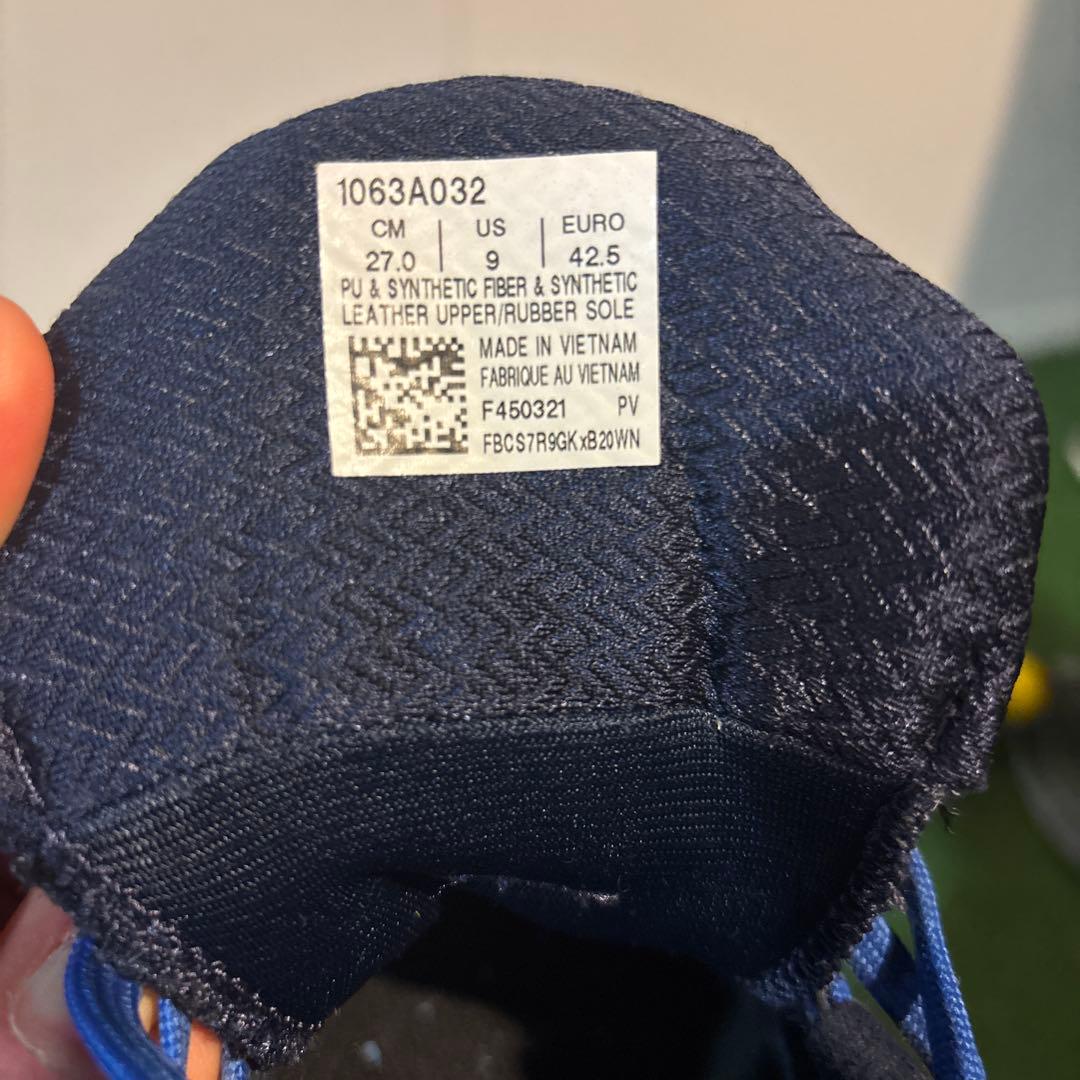 1063A032
CM | US | EURO
27.0 | 9 | 42.5
PU & SYNTHETIC FIBER & SYNTHETIC
LEATHER UPPER/RUBBER SOLE
MADE IN VIETNAM
FABRIQUE AU VIETNAM
F450321 PV
FBCS7R9GKxB20WN